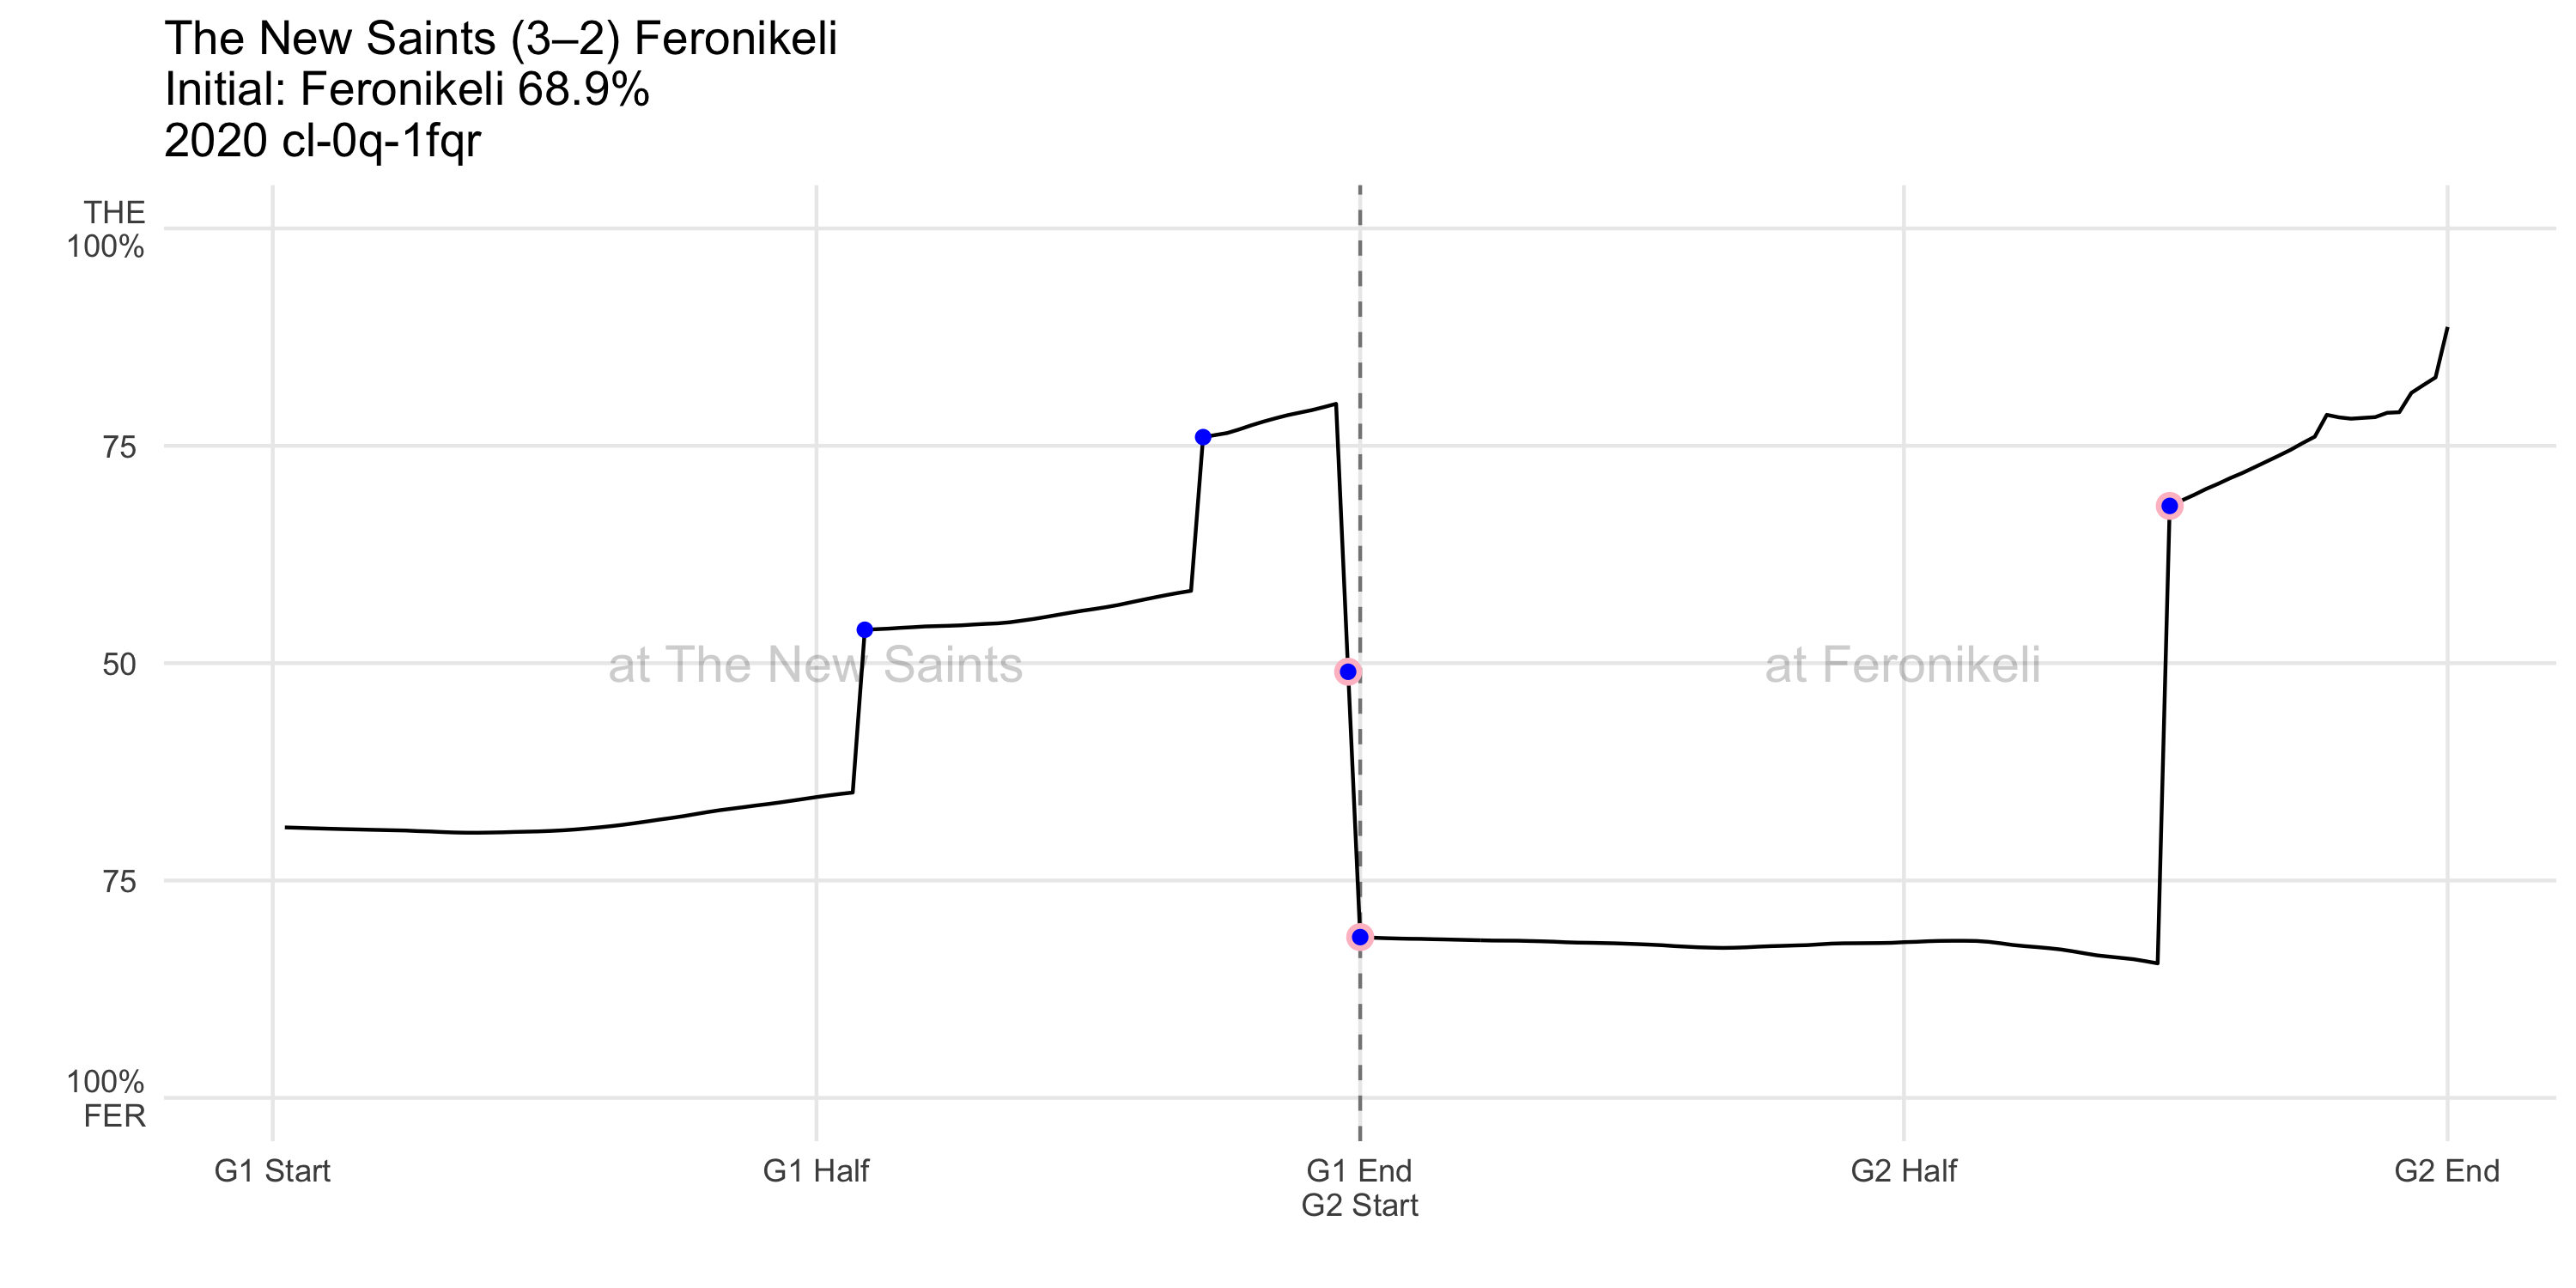 The New Saints (3–2) Feronikeli
Initial: Feronikeli 68.9%
2020 cl-0q-1fqr
THE
100%
75
50
75
100%
FER
at The New Saints
at Feronikeli
G1 Start
G1 Half
G1 End
G2 Start
G2 Half
G2 End